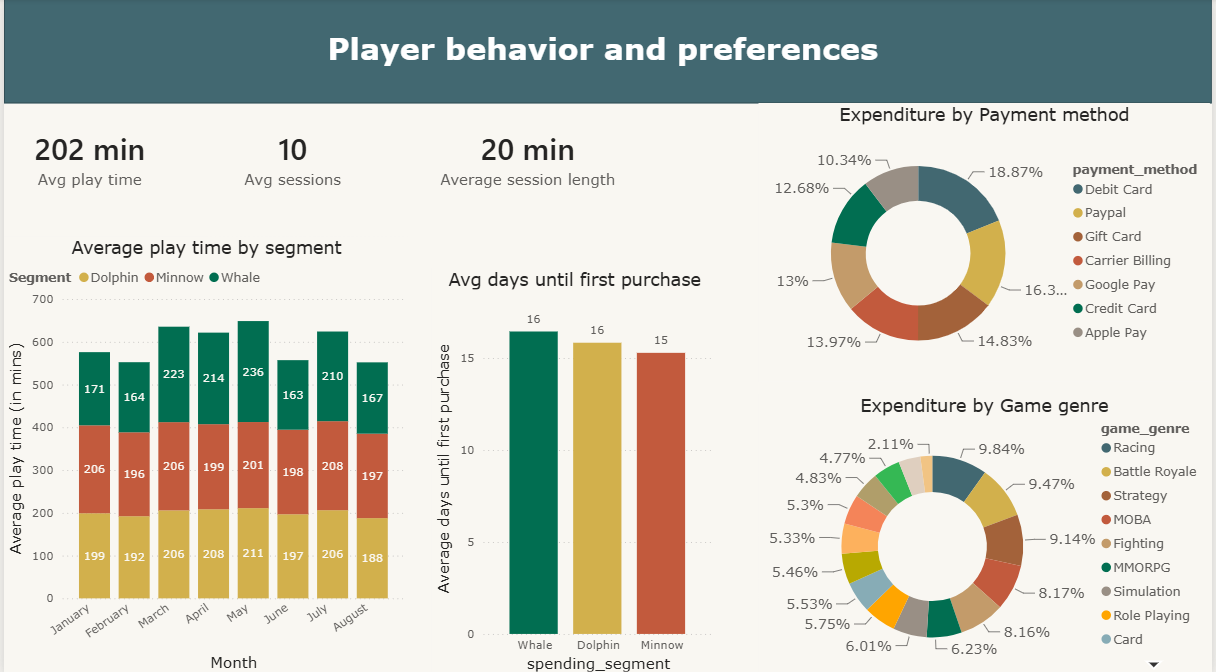 Player behavior and preferences
202 min
Avg play time
10
Avg sessions
20 min
Average session length
Average play time by segment
Segment Dolphin Minnow Whale
Average play time (in mins)
700
600
500
400
300
200
100
0
171 164 223 214 236 163 210 167
206 196 206 199 201 198 208 197
199 192 206 208 211 197 206 188
January February March April May June July August
Month
Avg days until first purchase
Average days until first purchase
15
10
5
0
16 16 15
Whale Dolphin Minnow
spending_segment
Expenditure by Payment method
18.87%
16.3...
14.83%
13.97%
13%
12.68%
10.34%
payment_method
Debit Card
Paypal
Gift Card
Carrier Billing
Google Pay
Credit Card
Apple Pay
Expenditure by Game genre
9.84%
9.47%
9.14%
8.17%
8.16%
6.23%
6.01%
5.75%
5.53%
5.46%
5.33%
5.3%
4.83%
4.77%
2.11%
game_genre
Racing
Battle Royale
Strategy
MOBA
Fighting
MMORPG
Simulation
Role Playing
Card